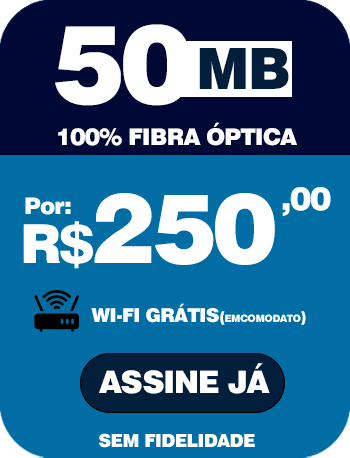 50 MB
100% FIBRA ÓPTICA
Por:
R$250,00
WI-FI GRÁTIS(EMCOMODATO)
ASSINE JÁ
SEM FIDELIDADE